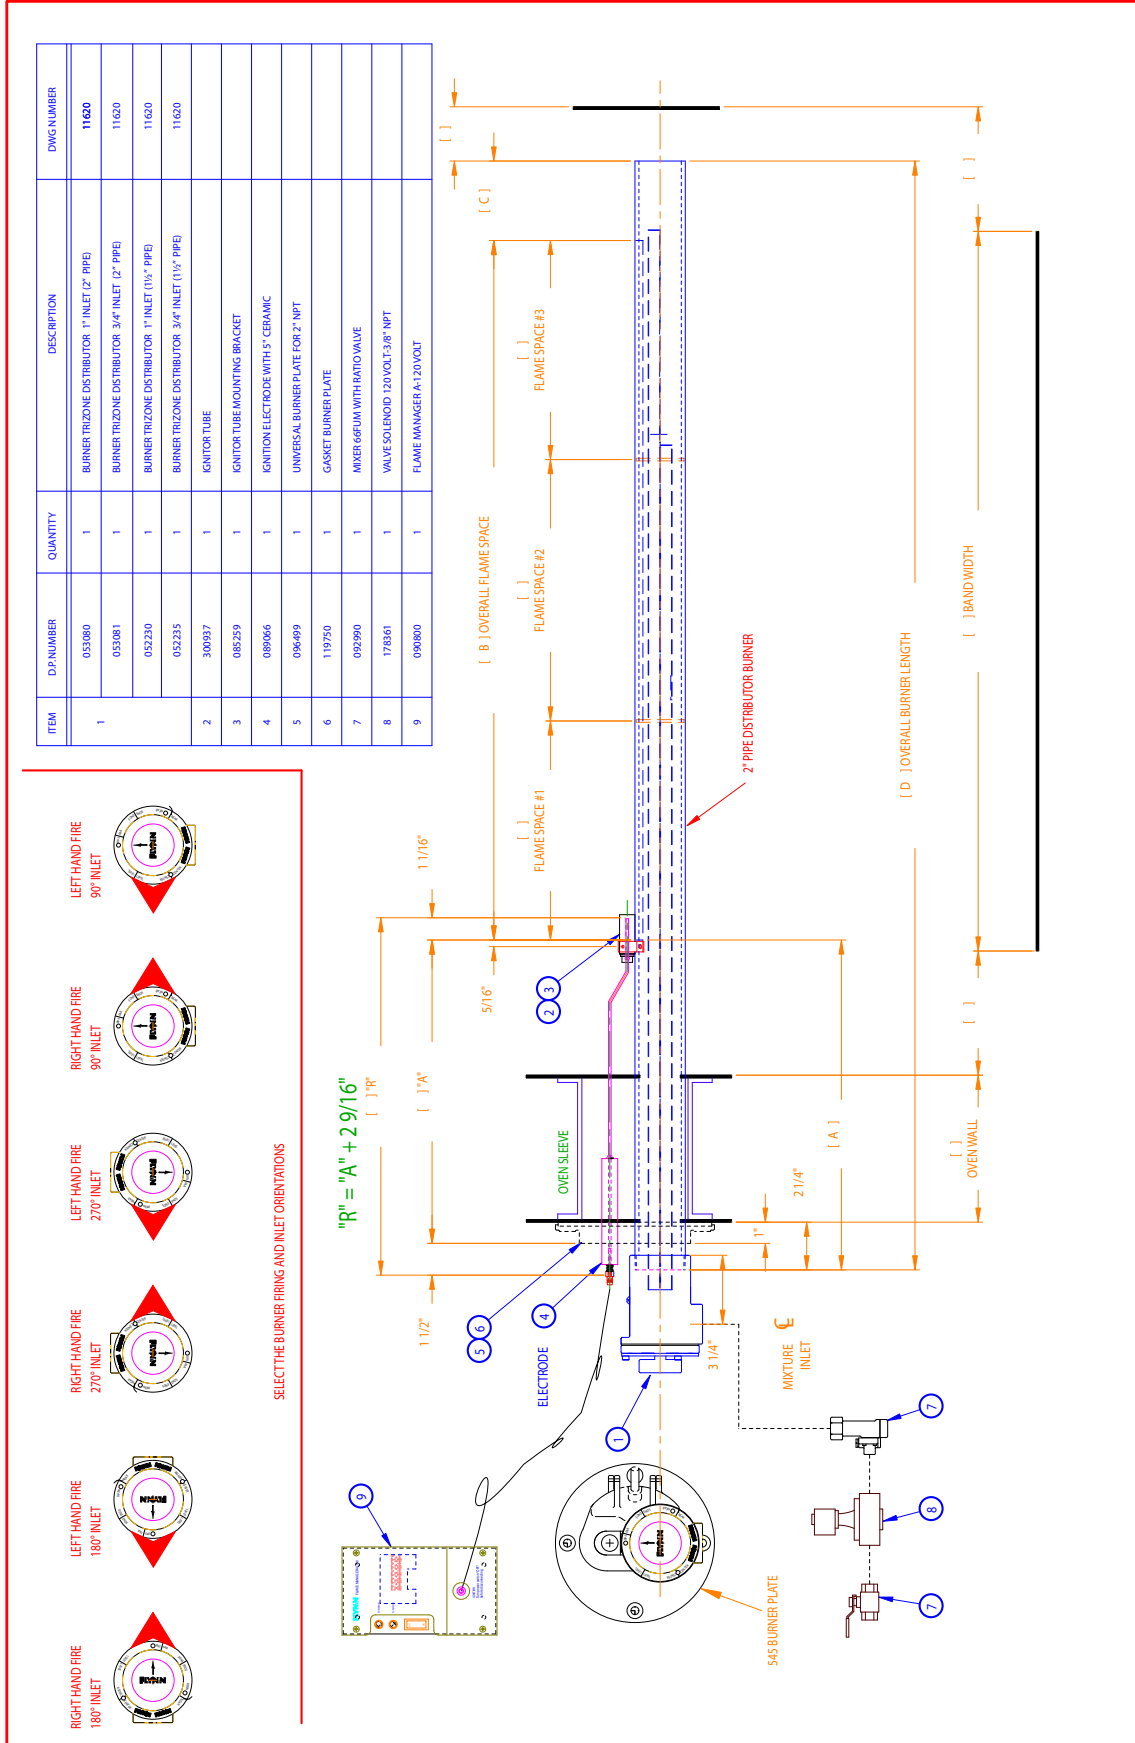 ITEM D.P. NUMBER QUANTITY DESCRIPTION DWG NUMBER
1 053080 1 BURNER TRIZONE DISTRIBUTOR 1" INLET (2" PIPE) 11620
053081 1 BURNER TRIZONE DISTRIBUTOR 3/4" INLET (2" PIPE) 11620
052230 1 BURNER TRIZONE DISTRIBUTOR 1" INLET (1½" PIPE) 11620
052235 1 BURNER TRIZONE DISTRIBUTOR 3/4" INLET (1½" PIPE) 11620
2 300937 1 IGNITOR TUBE
3 085259 1 IGNITOR TUBE MOUNTING BRACKET
4 089066 1 IGNITION ELECTRODE WITH 5" CERAMIC
5 096499 1 UNIVERSAL BURNER PLATE FOR 2" NPT
6 119750 1 GASKET BURNER PLATE
7 092990 1 MIXER 66FUM WITH RATIO VALVE
8 178361 1 VALVE SOLENOID 120 VOLT-3/8" NPT
9 090800 1 FLAME MANAGER A-120 VOLT
RIGHT HAND FIRE
180° INLET
LEFT HAND FIRE
180° INLET
RIGHT HAND FIRE
270° INLET
LEFT HAND FIRE
270° INLET
RIGHT HAND FIRE
90° INLET
LEFT HAND FIRE
90° INLET
FLYNN
FLYNN
FLYNN
FLYNN
FLYNN
FLYNN
SELECT THE BURNER FIRING AND INLET ORIENTATIONS
"R" = "A" + 2 9/16"
[ ] "R"
1 1/2"
[ ] "A"
1 1/16"
5/16"
[ B ] OVERALL FLAME SPACE
[ C ]
[ ]
[ ]
FLAME SPACE #1
[ ]
FLAME SPACE #2
[ ]
FLAME SPACE #3
9
5 6
ELECTRODE
4
2 3
OVEN SLEEVE
1
FLYNN
FLYNN
2" PIPE DISTRIBUTOR BURNER
3 1/4"
1"
2 1/4"
[ A ]
MIXTURE
INLET
CL
545 BURNER PLATE
[ D ] OVERALL BURNER LENGTH
[ ]
OVEN WALL
[ ]
[ ] BAND WIDTH
[ ]
7
8
7